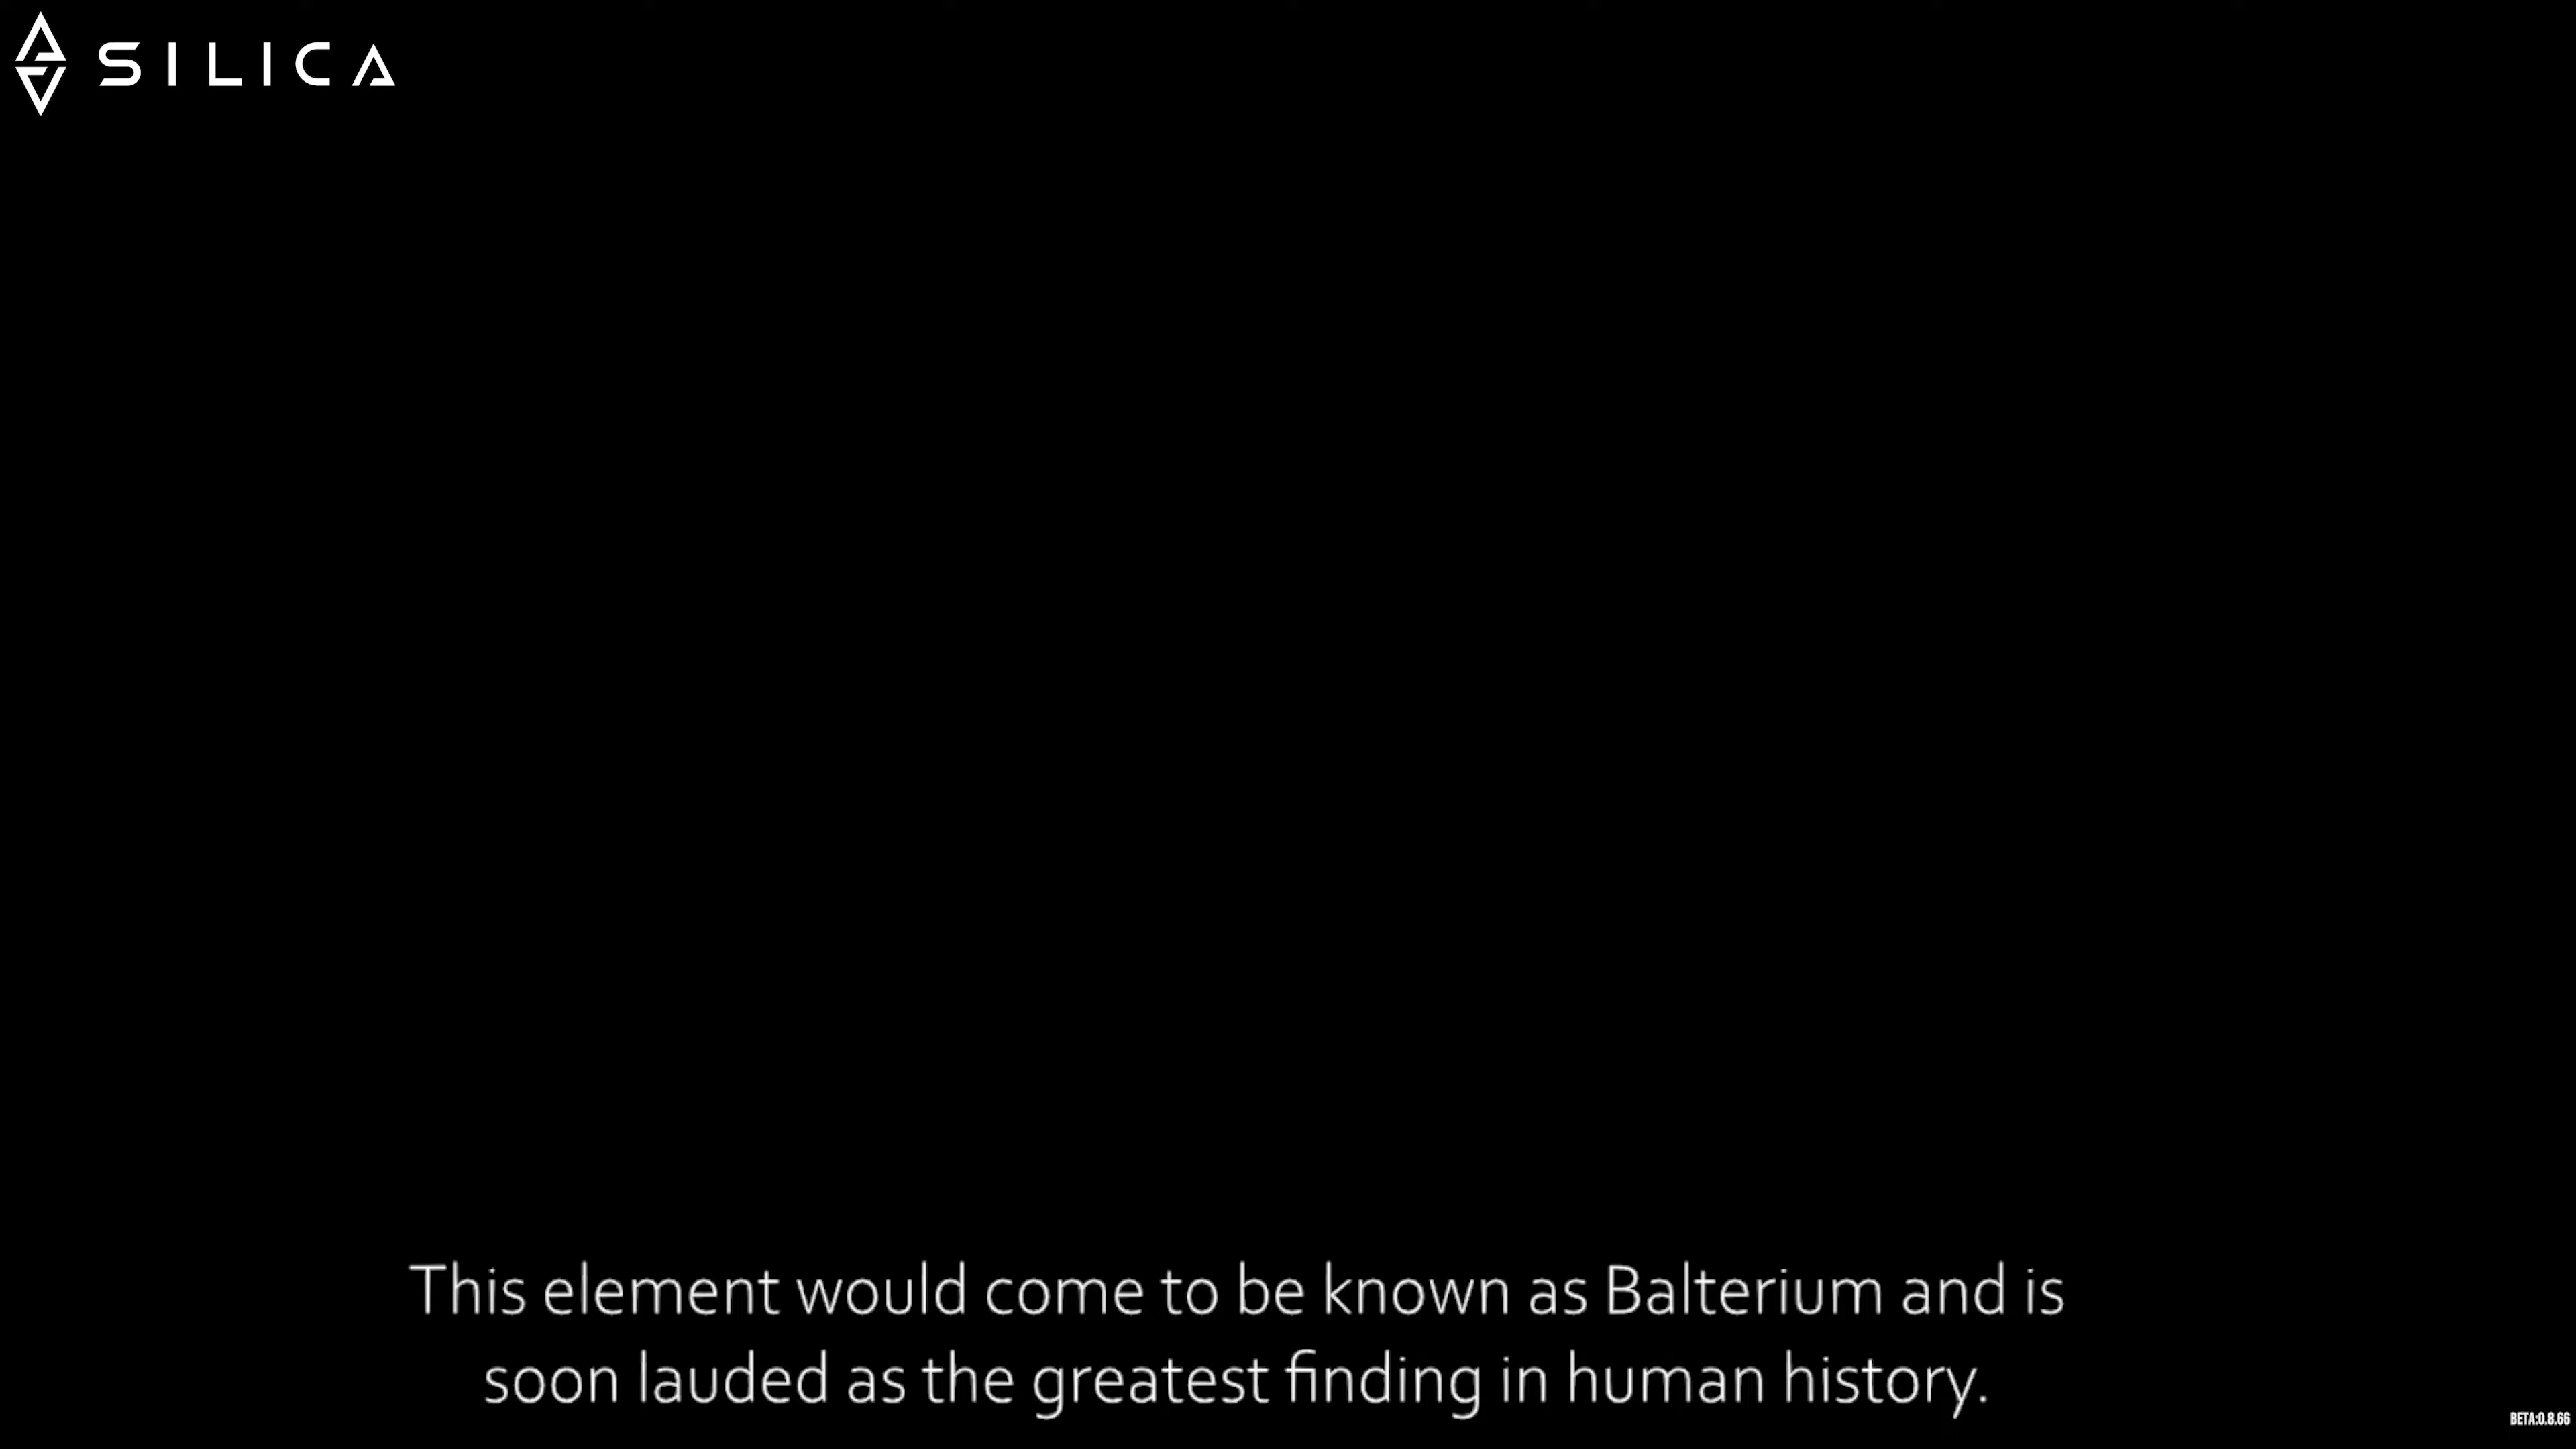 SILICA
This element would come to be known as Balterium and is
soon lauded as the greatest finding in human history.
BETA:0.8.66